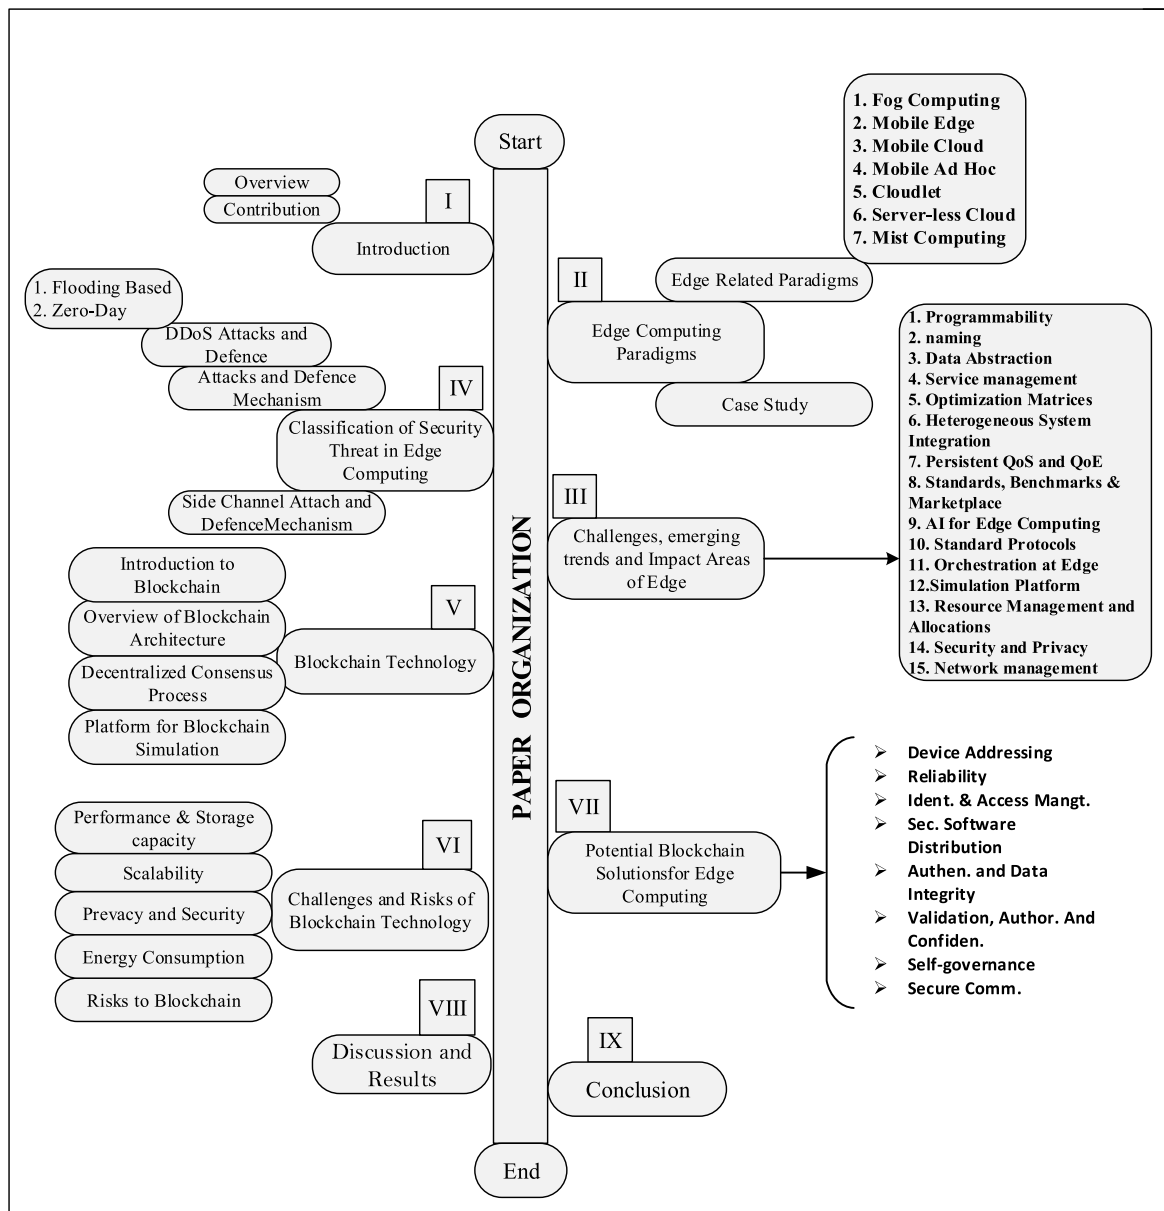 Start
PAPER ORGANIZATION
Overview
Contribution
I
Introduction
1. Fog Computing
2. Mobile Edge
3. Mobile Cloud
4. Mobile Ad Hoc
5. Cloudlet
6. Server-less Cloud
7. Mist Computing
II
Edge Related Paradigms
Edge Computing
Paradigms
Case Study
1. Flooding Based
2. Zero-Day
DDoS Attacks and
Defence
Attacks and Defence
Mechanism
IV
Classification of Security
Threat in Edge
Computing
Side Channel Attach and
DefenceMechanism
III
Challenges, emerging
trends and Impact Areas
of Edge
1. Programmability
2. naming
3. Data Abstraction
4. Service management
5. Optimization Matrices
6. Heterogeneous System
Integration
7. Persistent QoS and QoE
8. Standards, Benchmarks &
Marketplace
9. AI for Edge Computing
10. Standard Protocols
11. Orchestration at Edge
12.Simulation Platform
13. Resource Management and
Allocations
14. Security and Privacy
15. Network management
Introduction to
Blockchain
Overview of Blockchain
Architecture
Decentralized Consensus
Process
Platform for Blockchain
Simulation
V
Blockchain Technology
Performance & Storage
capacity
Scalability
Prevacy and Security
Energy Consumption
Risks to Blockchain
VI
Challenges and Risks of
Blockchain Technology
VII
Potential Blockchain
Solutionsfor Edge
Computing
➢ Device Addressing
➢ Reliability
➢ Ident. & Access Mangt.
➢ Sec. Software
Distribution
➢ Authen. and Data
Integrity
➢ Validation, Author. And
Confiden.
➢ Self-governance
➢ Secure Comm.
VIII
Discussion and
Results
IX
Conclusion
End